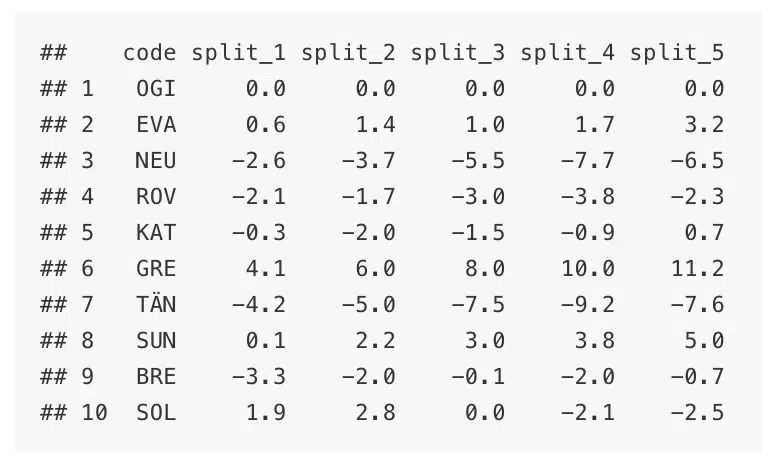 ##    code split_1 split_2 split_3 split_4 split_5
## 1   OGI     0.0     0.0     0.0     0.0     0.0
## 2   EVA     0.6     1.4     1.0     1.7     3.2
## 3   NEU    -2.6    -3.7    -5.5    -7.7    -6.5
## 4   ROV    -2.1    -1.7    -3.0    -3.8    -2.3
## 5   KAT    -0.3    -2.0    -1.5    -0.9     0.7
## 6   GRE     4.1     6.0     8.0    10.0    11.2
## 7   TÄN    -4.2    -5.0    -7.5    -9.2    -7.6
## 8   SUN     0.1     2.2     3.0     3.8     5.0
## 9   BRE    -3.3    -2.0    -0.1    -2.0    -0.7
## 10  SOL     1.9     2.8     0.0    -2.1    -2.5